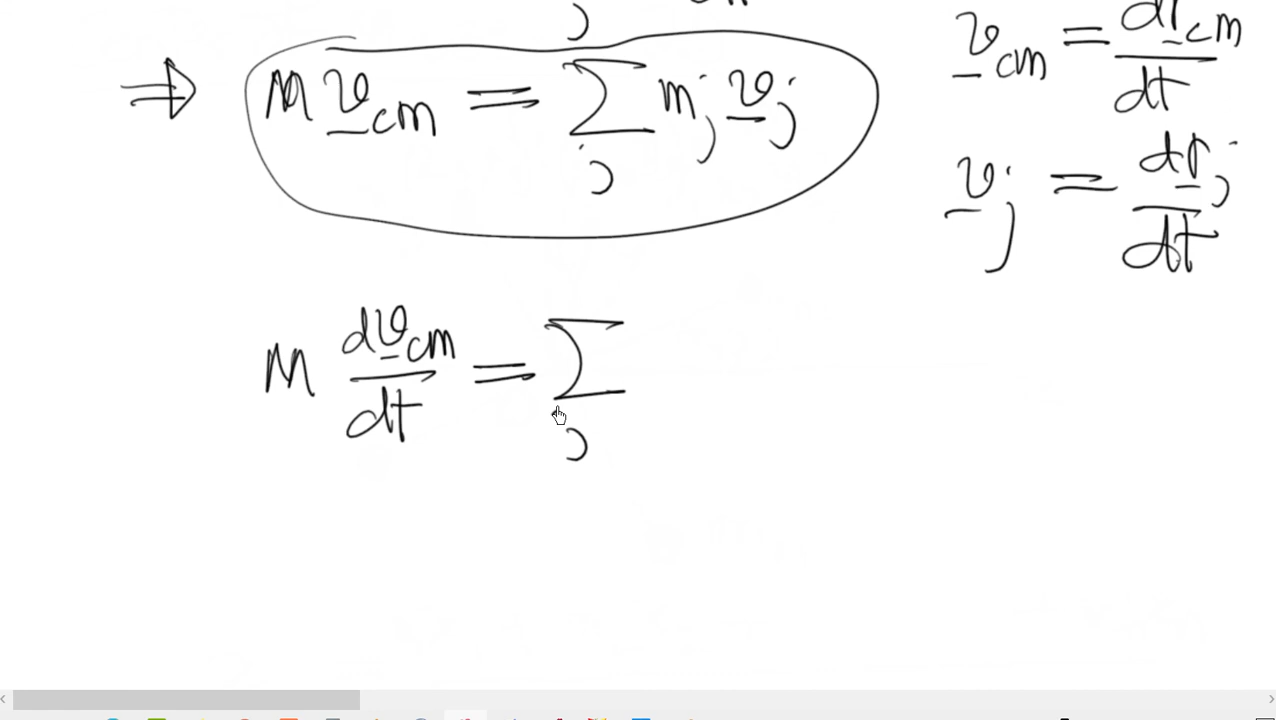 ⇒ M v_cm = Σ_j m_j v_j
v_cm = dr_cm/dt
v_j = dr_j/dt
M dv_cm/dt = Σ_j